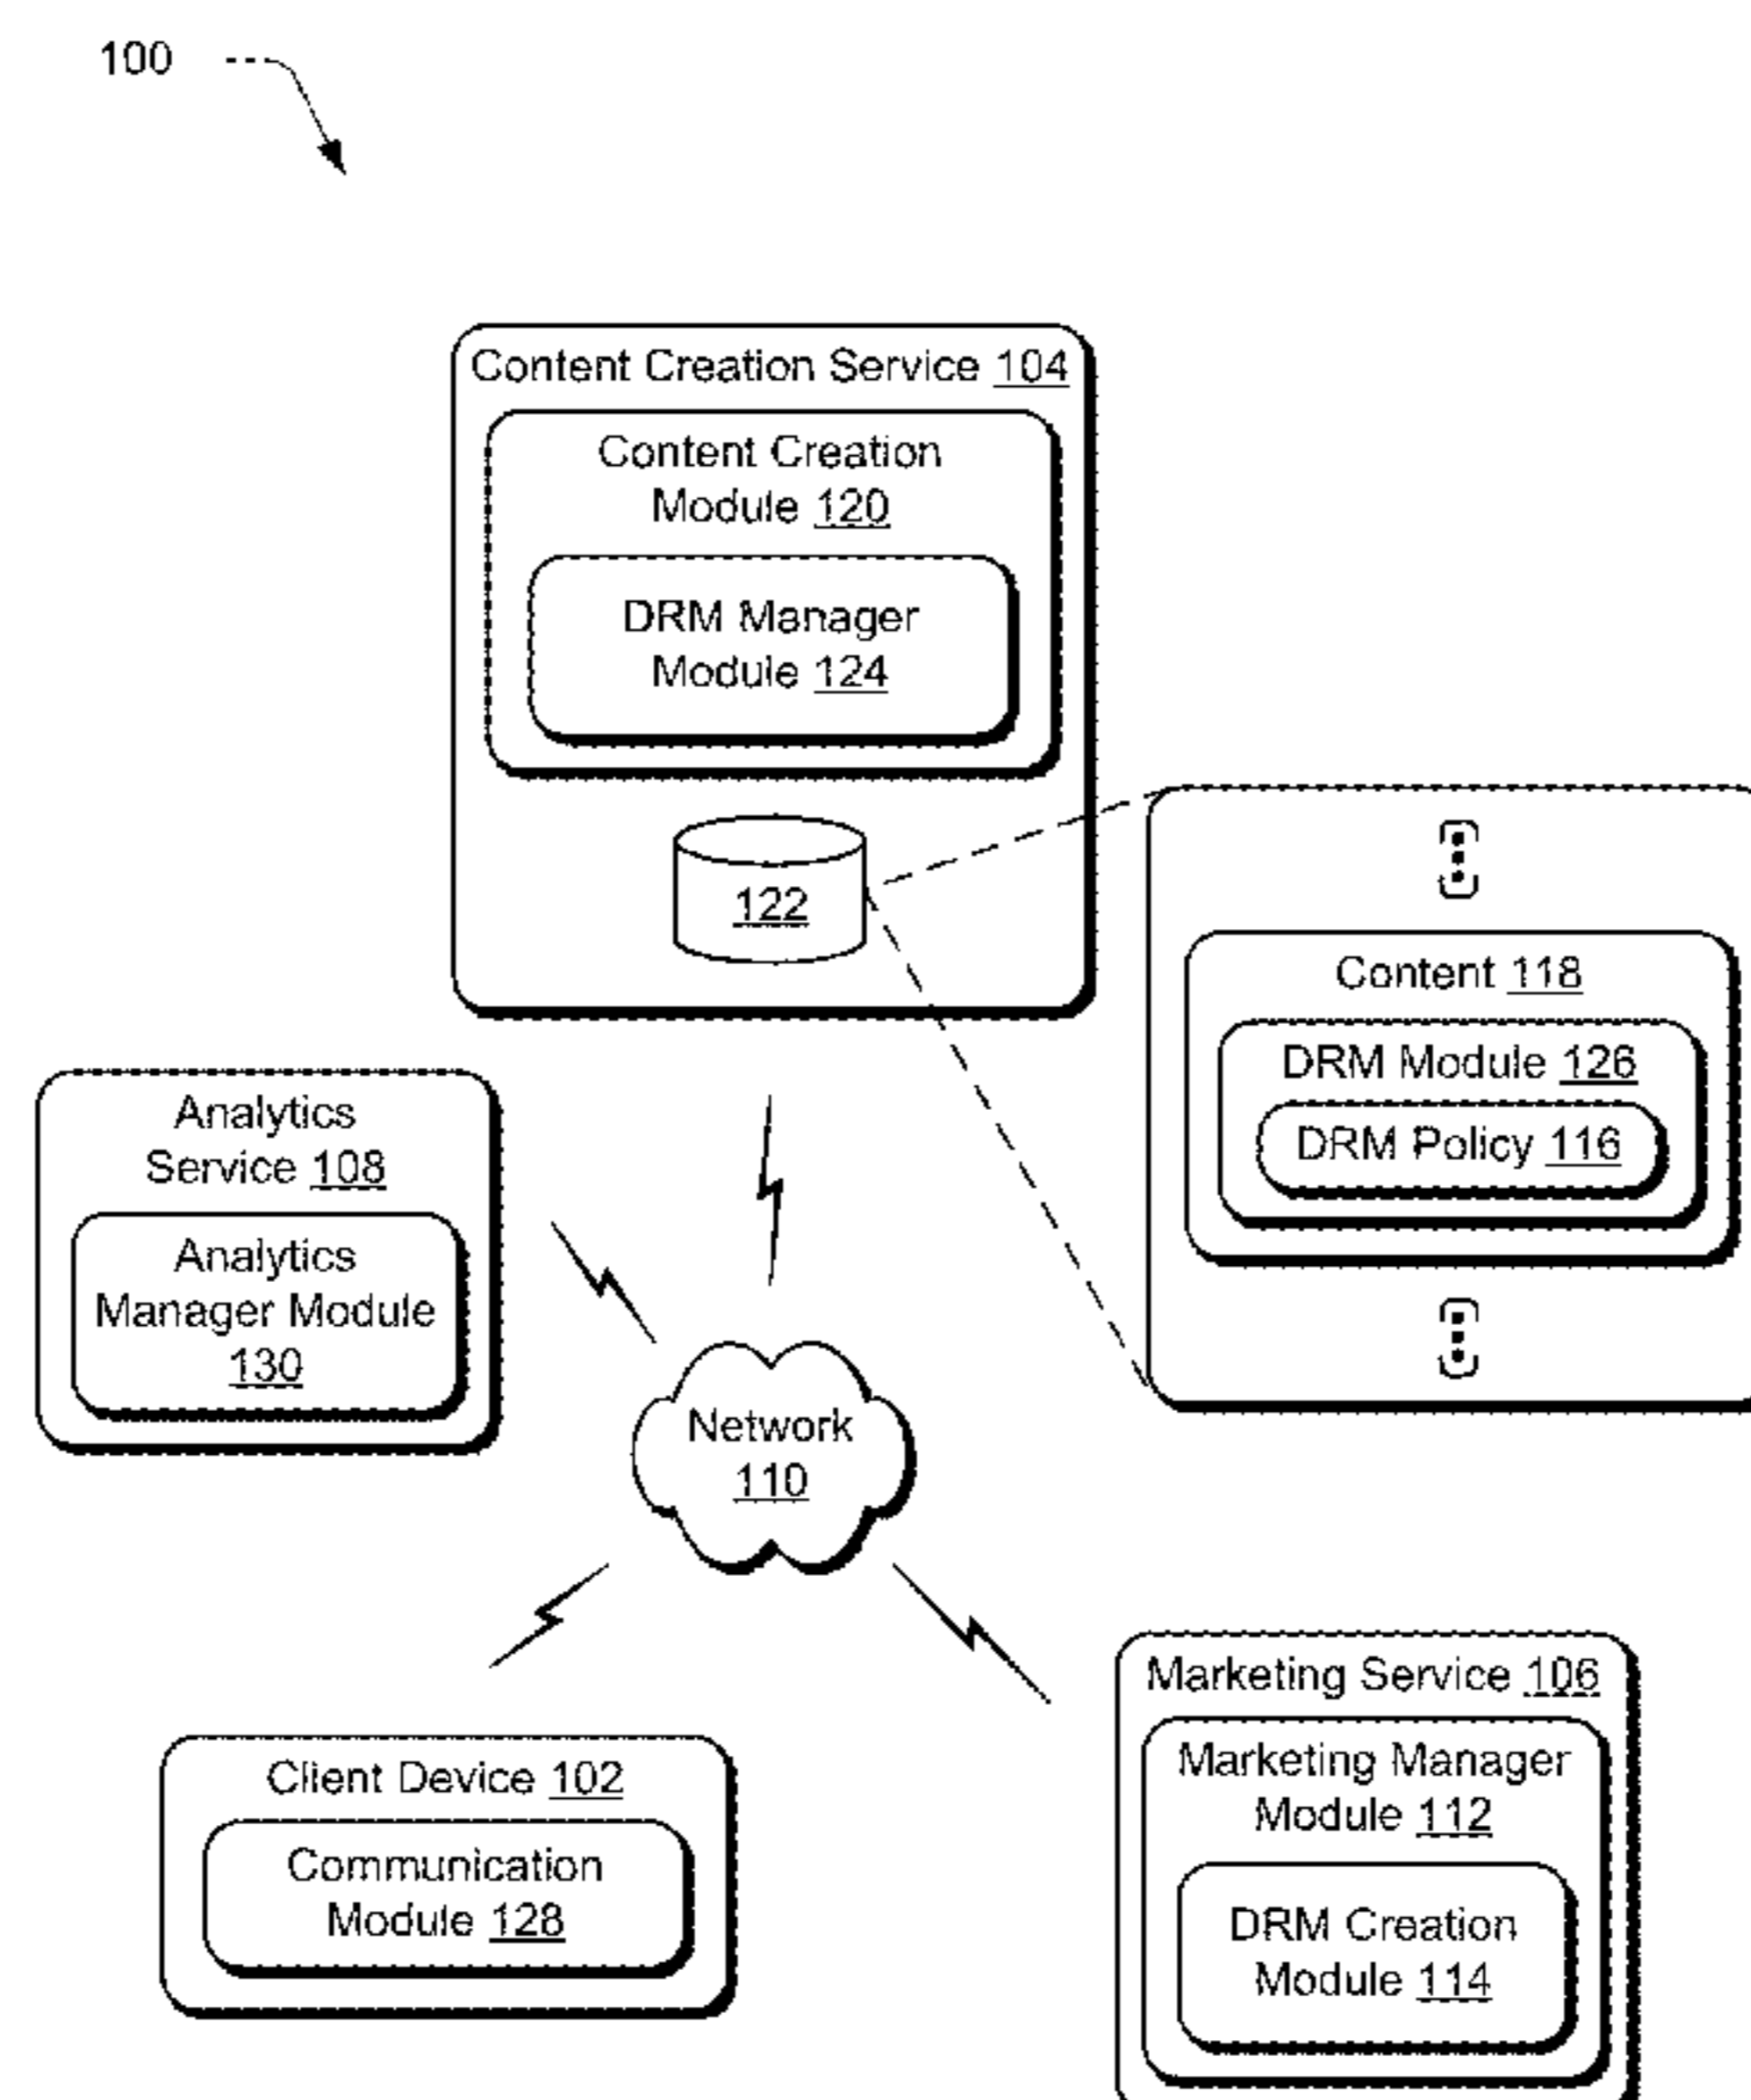 100
Content Creation Service 104
Content Creation
Module 120
DRM Manager
Module 124
122
Content 118
DRM Module 126
DRM Policy 116
Analytics
Service 108
Analytics
Manager Module
130
Network
110
Client Device 102
Communication
Module 128
Marketing Service 106
Marketing Manager
Module 112
DRM Creation
Module 114